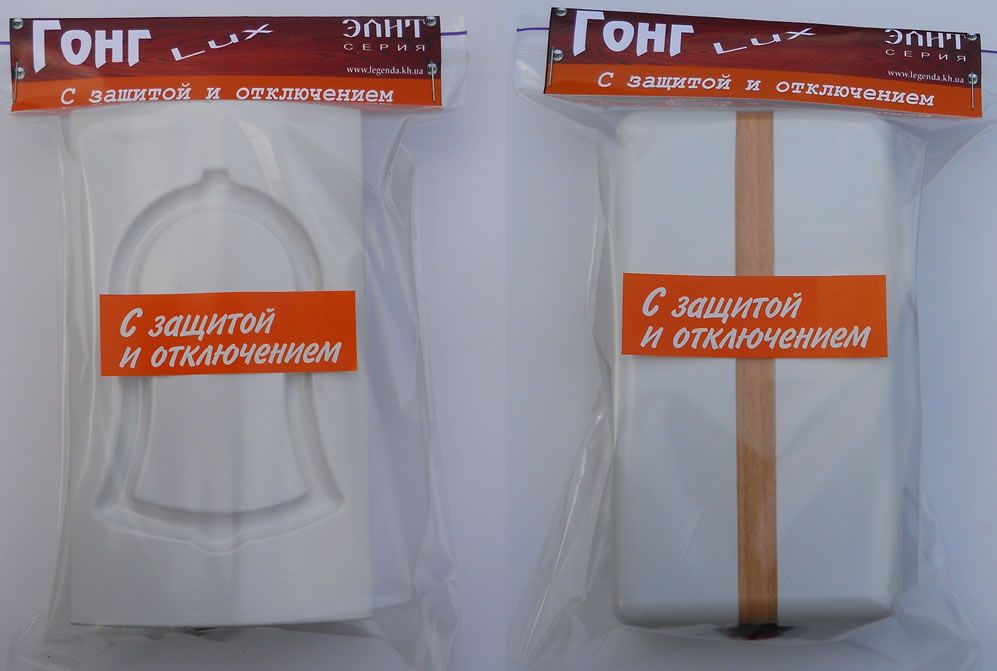 Гонг Lux
ЭЛИТ
СЕРИЯ
www.legenda.kh.ua
С защитой и отключением
С защитой
и отключением
Гонг Lux
ЭЛИТ
СЕРИЯ
www.legenda.kh.ua
С защитой и отключением
С защитой
и отключением